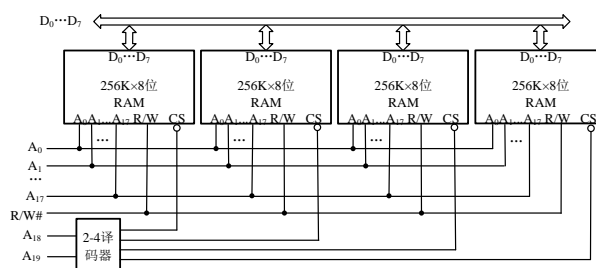 D₀…D₇
D₀…D₇ D₀…D₇ D₀…D₇ D₀…D₇
256K×8位 256K×8位 256K×8位 256K×8位
RAM RAM RAM RAM
A₀A₁…A₁₇ R/W CS A₀A₁…A₁₇ R/W CS A₀A₁…A₁₇ R/W CS A₀A₁…A₁₇ R/W CS
… … … …
A₀
A₁
…
A₁₇
R/W#
A₁₈ 2-4译
A₁₉ 码器